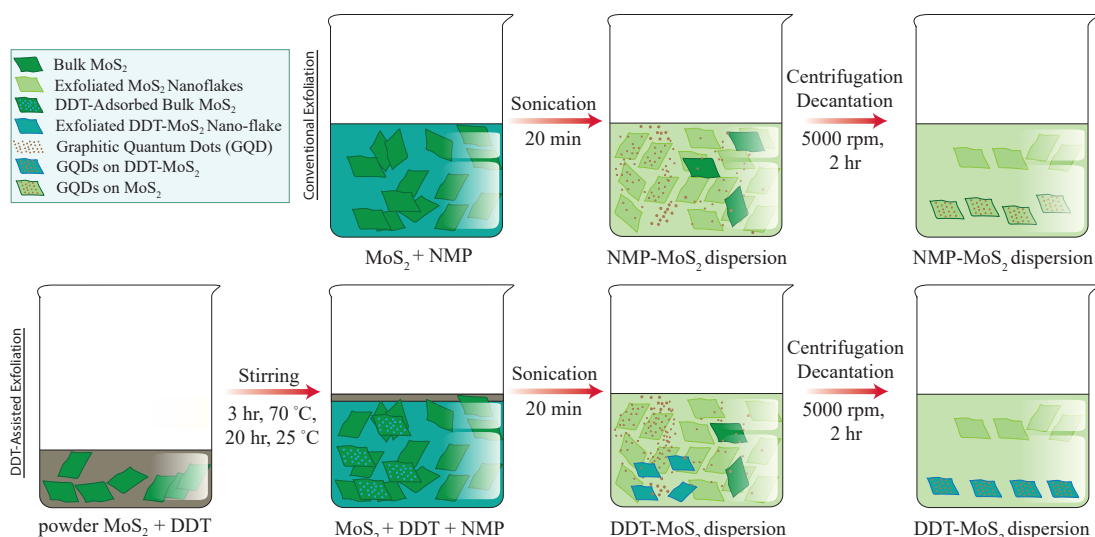 Bulk MoS₂
Exfoliated MoS₂ Nanoflakes
DDT-Adsorbed Bulk MoS₂
Exfoliated DDT-MoS₂ Nano-flake
Graphitic Quantum Dots (GQD)
GQDs on DDT-MoS₂
GQDs on MoS₂
Conventional Exfoliation
MoS₂ + NMP
Sonication
20 min
NMP-MoS₂ dispersion
Centrifugation
Decantation
5000 rpm,
2 hr
NMP-MoS₂ dispersion
DDT-Assisted Exfoliation
powder MoS₂ + DDT
Stirring
3 hr, 70 °C,
20 hr, 25 °C
MoS₂ + DDT + NMP
Sonication
20 min
DDT-MoS₂ dispersion
Centrifugation
Decantation
5000 rpm,
2 hr
DDT-MoS₂ dispersion